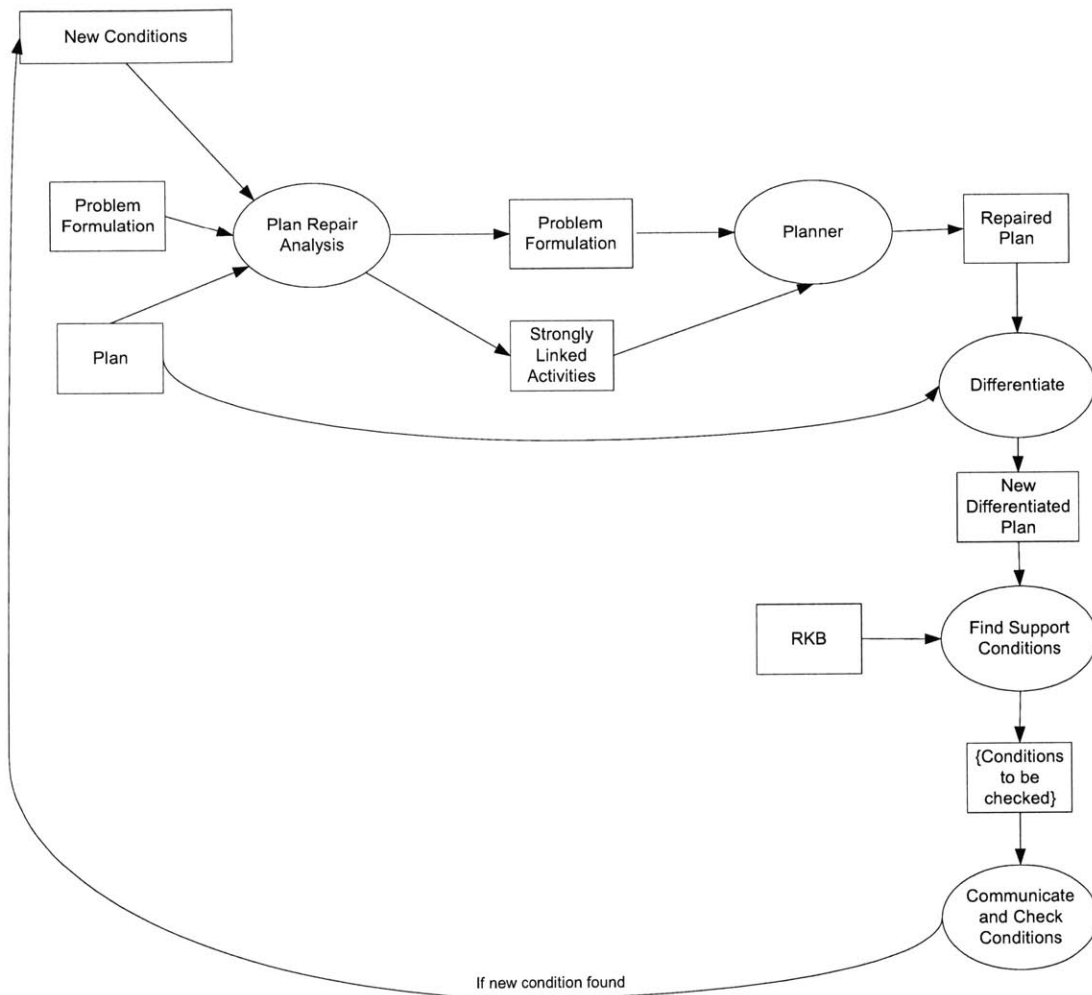 New Conditions
Problem
Formulation
Plan Repair
Analysis
Problem
Formulation
Planner
Repaired
Plan
Plan
Strongly
Linked
Activities
Differentiate
New
Differentiated
Plan
RKB
Find Support
Conditions
{Conditions
to be
checked}
Communicate
and Check
Conditions
If new condition found